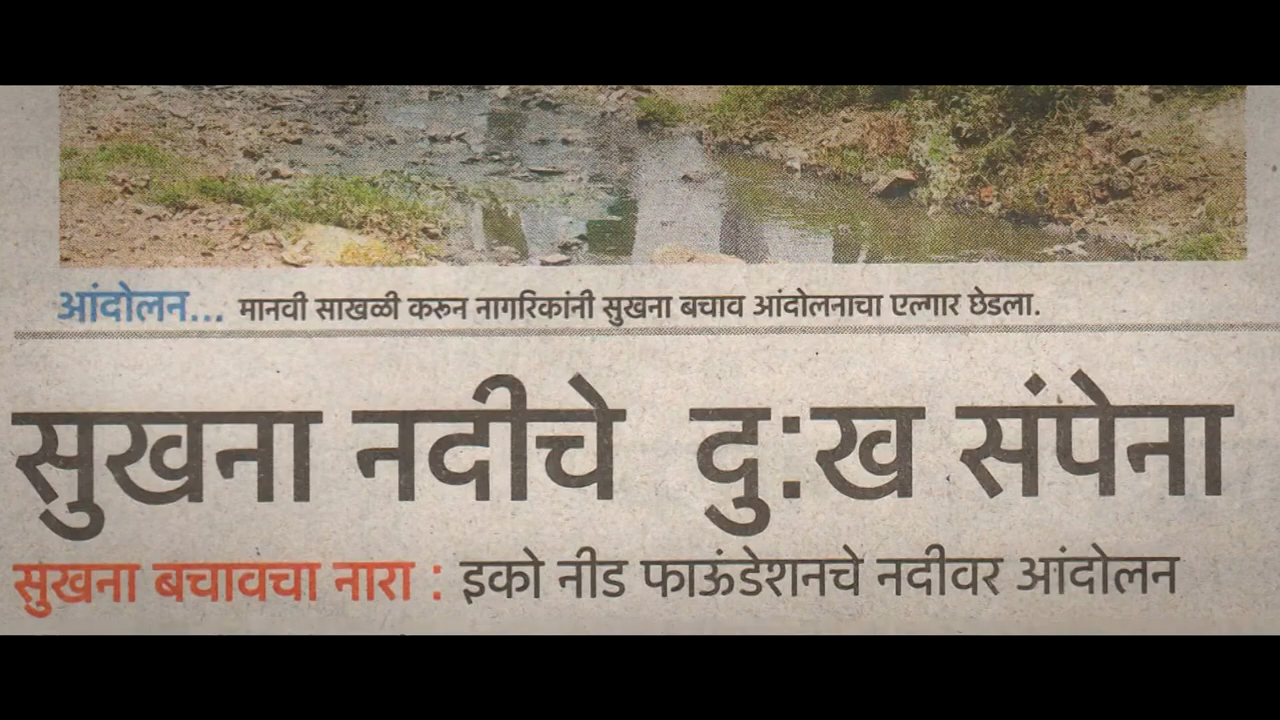 आंदोलन... मानवी साखळी करून नागरिकांनी सुखना बचाव आंदोलनाचा एल्गार छेडला.
सुखना नदीचे दु:ख संपेना
सुखना बचावचा नारा : इको नीड फाऊंडेशनचे नदीवर आंदोलन